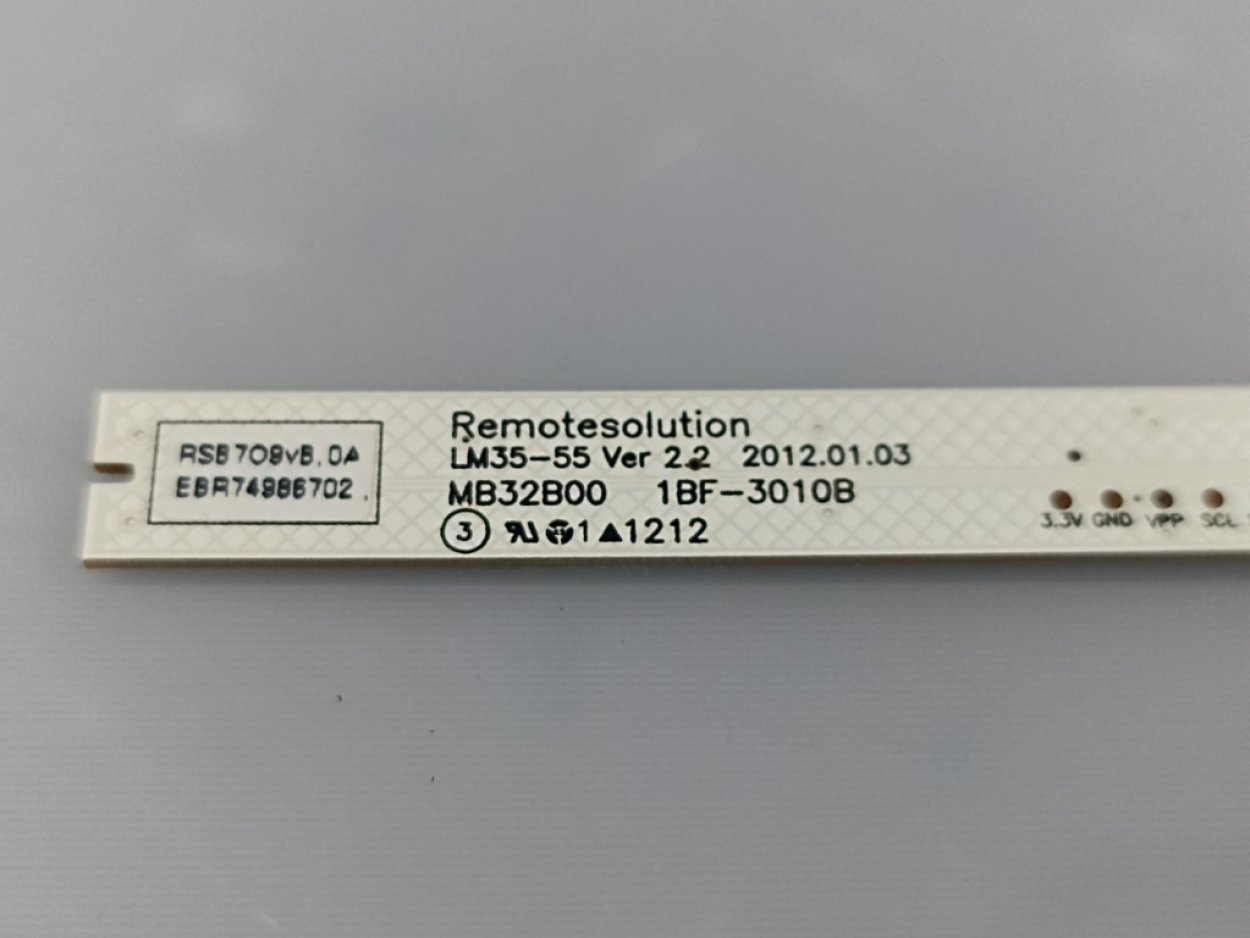 RSB709vB.0A
EBR74986702.
Remotesolution
LM35-55 Ver 2.2 2012.01.03
MB32B00 1BF-3010B
3 1▲1212
3.3V GND VPP SCL